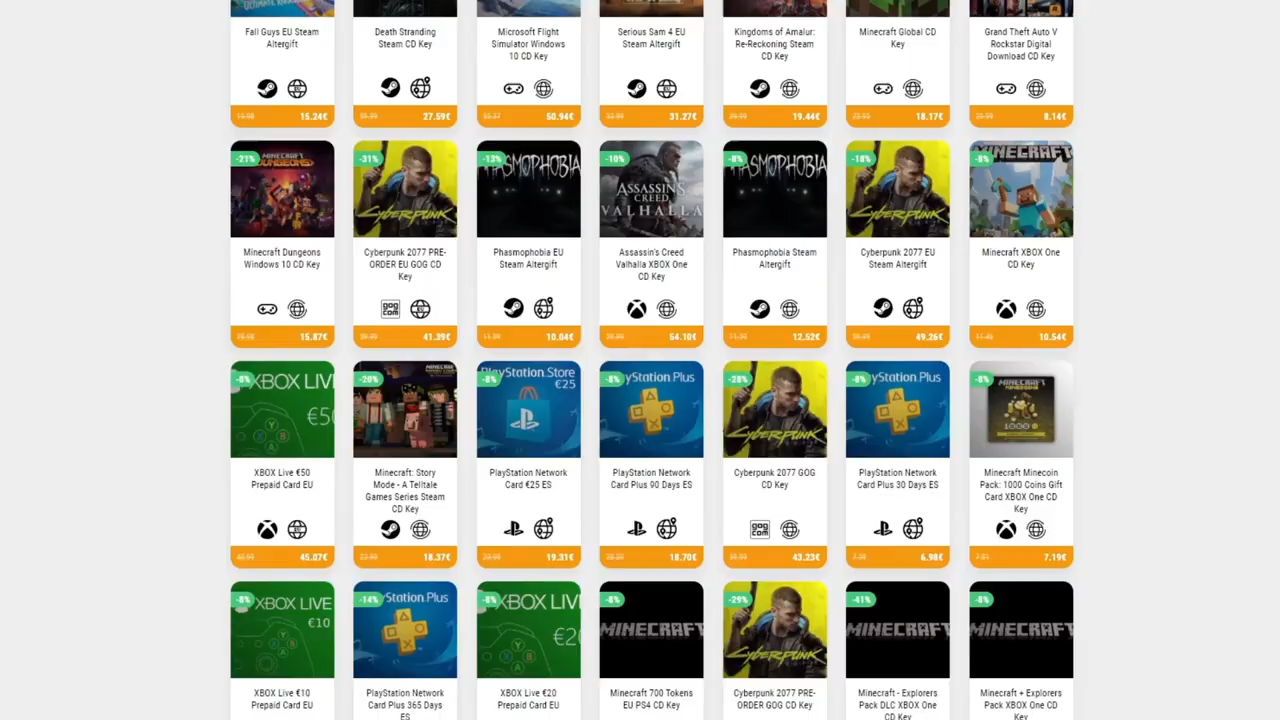 Fall Guys EU Steam
Altergift
15.24€
Death Stranding
Steam CD Key
27.59€
Microsoft Flight
Simulator Windows
10 CD Key
50.94€
Serious Sam 4 EU
Steam Altergift
31.27€
Kingdoms of Amalur:
Re-Reckoning Steam
CD Key
19.44€
Minecraft Global CD
Key
18.17€
Grand Theft Auto V
Rockstar Digital
Download CD Key
8.14€
-21%
MINECRAFT
DUNGEONS
Minecraft Dungeons
Windows 10 CD Key
15.87€
-31%
CYBERPUNK
Cyberpunk 2077 PRE-
ORDER EU GOG CD
Key
GOG
COM
41.39€
-13%
PHASMOPHOBIA
Phasmophobia EU
Steam Altergift
10.04€
-10%
ASSASSIN'S
CREED
VALHALLA
Assassin's Creed
Valhalla XBOX One
CD Key
54.10€
-8%
PHASMOPHOBIA
Phasmophobia Steam
Altergift
12.52€
-18%
CYBERPUNK
Cyberpunk 2077 EU
Steam Altergift
49.26€
-8%
MINECRAFT
Minecraft XBOX One
CD Key
10.54€
-8%
XBOX LIVE
€50
XBOX Live €50
Prepaid Card EU
45.07€
-20%
MINECRAFT
Minecraft: Story
Mode - A Telltale
Games Series Steam
CD Key
18.37€
-8%
PlayStation Store
€25
PlayStation Network
Card €25 ES
19.31€
-8%
PlayStation Plus
PlayStation Network
Card Plus 90 Days ES
18.70€
-28%
CYBERPUNK
Cyberpunk 2077 GOG
CD Key
GOG
COM
43.23€
-8%
PlayStation Plus
PlayStation Network
Card Plus 30 Days ES
6.98€
-8%
MINECRAFT
MINECOINS
1000
Minecraft Minecoin
Pack: 1000 Coins Gift
Card XBOX One CD
Key
7.19€
-8%
XBOX LIVE
€10
XBOX Live €10
Prepaid Card EU
-14%
PlayStation Plus
PlayStation Network
Card Plus 365 Days
ES
-8%
XBOX LIVE
€20
XBOX Live €20
Prepaid Card EU
-8%
MINECRAFT
Minecraft 700 Tokens
EU PS4 CD Key
-29%
CYBERPUNK
Cyberpunk 2077 PRE-
ORDER GOG CD Key
-41%
MINECRAFT
Minecraft - Explorers
Pack DLC XBOX One
CD Key
-8%
MINECRAFT
Minecraft + Explorers
Pack XBOX One CD
Key